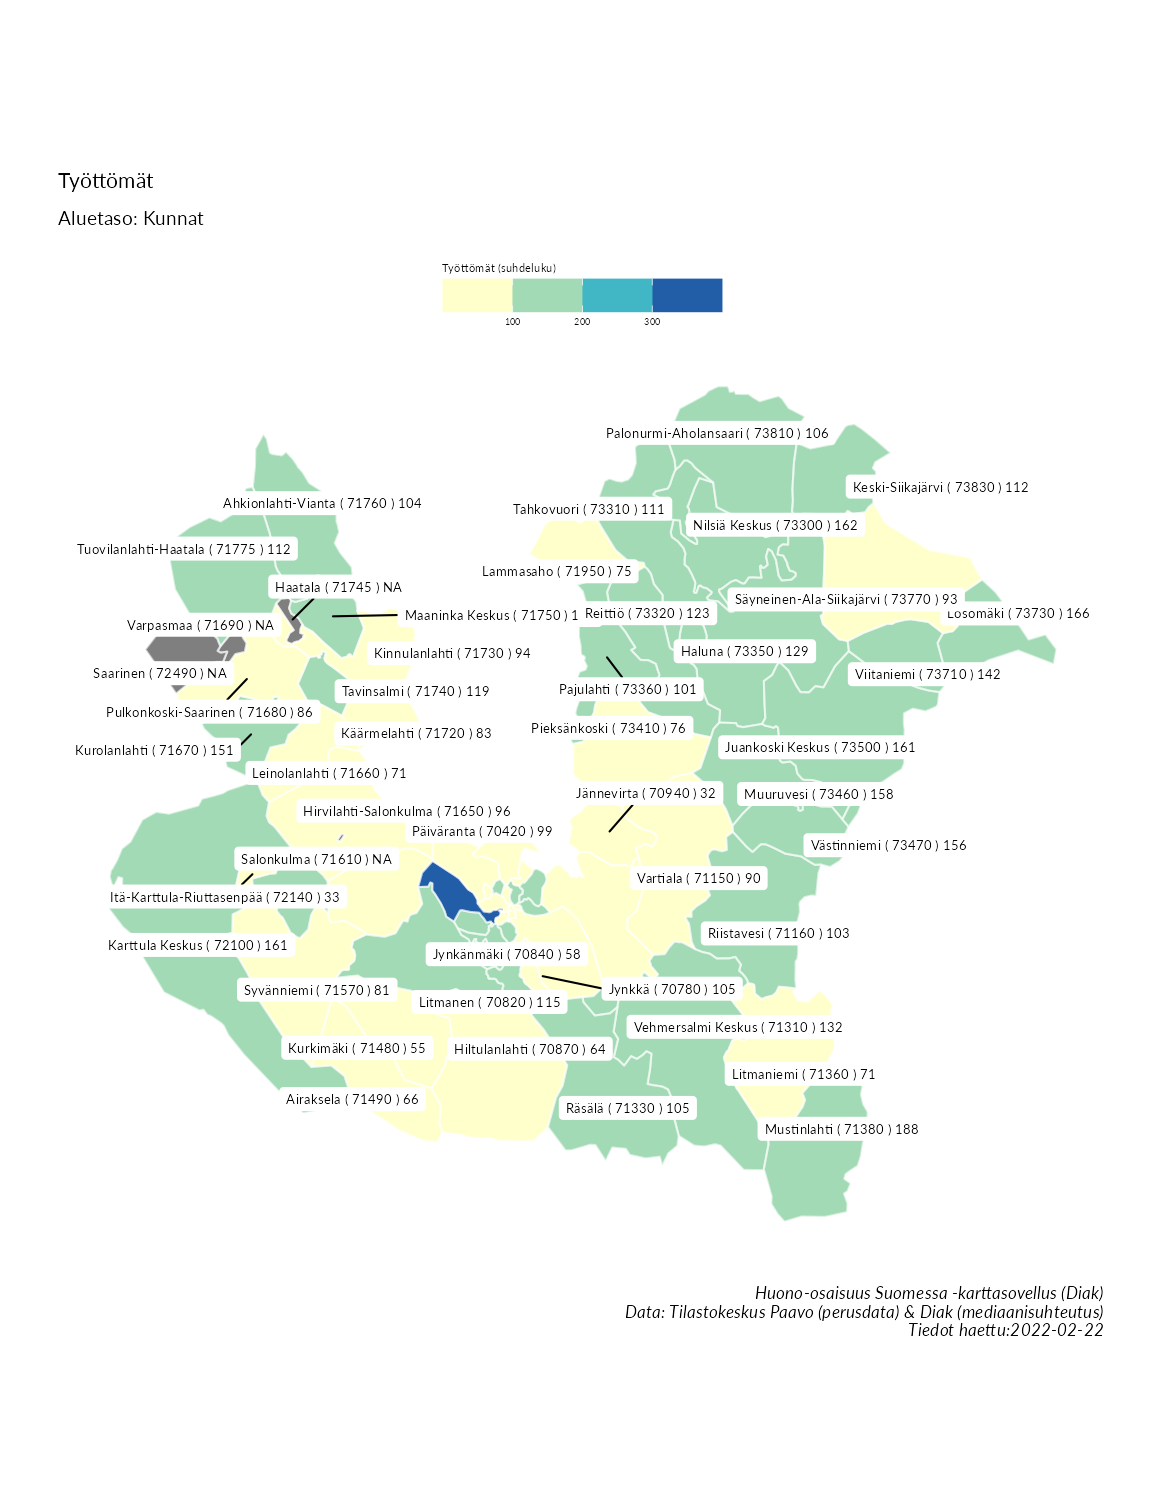 Työttömät
Aluetaso: Kunnat
Työttömät (suhdeluku)
100 200 300
Palonurmi-Aholansaari ( 73810 ) 106
Keski-Siikajärvi ( 73830 ) 112
Ahkionlahti-Vianta ( 71760 ) 104
Tahkovuori ( 73310 ) 111
Nilsiä Keskus ( 73300 ) 162
Tuovilanlahti-Haatala ( 71775 ) 112
Lammasaho ( 71950 ) 75
Haatala ( 71745 ) NA
Säyneinen-Ala-Siikajärvi ( 73770 ) 93
Losomäki ( 73730 ) 166
Maaninka Keskus ( 71750 ) 1
Reittiö ( 73320 ) 123
Varpasmaa ( 71690 ) NA
Kinnulanlahti ( 71730 ) 94
Haluna ( 73350 ) 129
Saarinen ( 72490 ) NA
Viitaniemi ( 73710 ) 142
Tavinsalmi ( 71740 ) 119
Pajulahti ( 73360 ) 101
Pulkonkoski-Saarinen ( 71680 ) 86
Käärmelahti ( 71720 ) 83
Pieksänkoski ( 73410 ) 76
Kurolanlahti ( 71670 ) 151
Juankoski Keskus ( 73500 ) 161
Leinolanlahti ( 71660 ) 71
Jännevirta ( 70940 ) 32
Muuruvesi ( 73460 ) 158
Hirvilahti-Salonkulma ( 71650 ) 96
Päiväranta ( 70420 ) 99
Västinniemi ( 73470 ) 156
Salonkulma ( 71610 ) NA
Vartiala ( 71150 ) 90
Itä-Karttula-Riuttasenpää ( 72140 ) 33
Riistavesi ( 71160 ) 103
Karttula Keskus ( 72100 ) 161
Jynkänmäki ( 70840 ) 58
Syvänniemi ( 71570 ) 81
Jynkkä ( 70780 ) 105
Litmanen ( 70820 ) 115
Vehmersalmi Keskus ( 71310 ) 132
Kurkimäki ( 71480 ) 55
Hiltulanlahti ( 70870 ) 64
Litmaniemi ( 71360 ) 71
Airaksela ( 71490 ) 66
Räsälä ( 71330 ) 105
Mustinlahti ( 71380 ) 188
Huono-osaisuus Suomessa -karttasovellus (Diak)
Data: Tilastokeskus Paavo (perusdata) & Diak (mediaanisuhteutus)
Tiedot haettu:2022-02-22